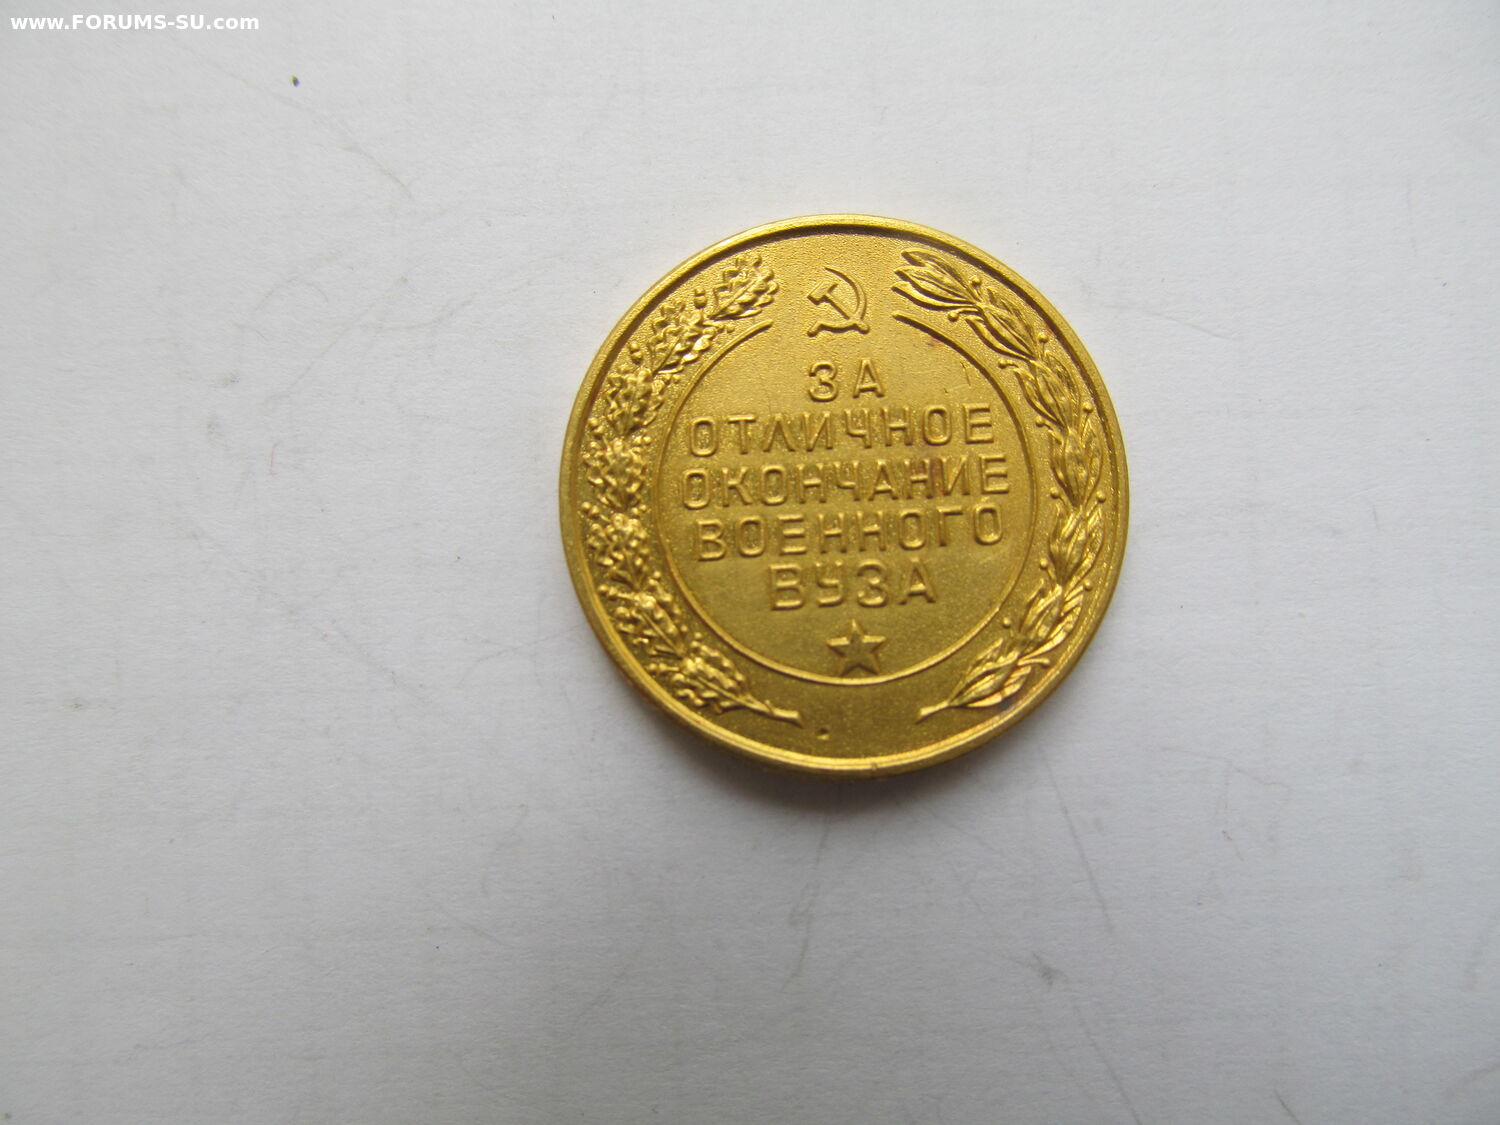 www.FORUMS-SU.com
ЗА
ОТЛИЧНОЕ
ОКОНЧАНИЕ
ВОЕННОГО
ВУЗА